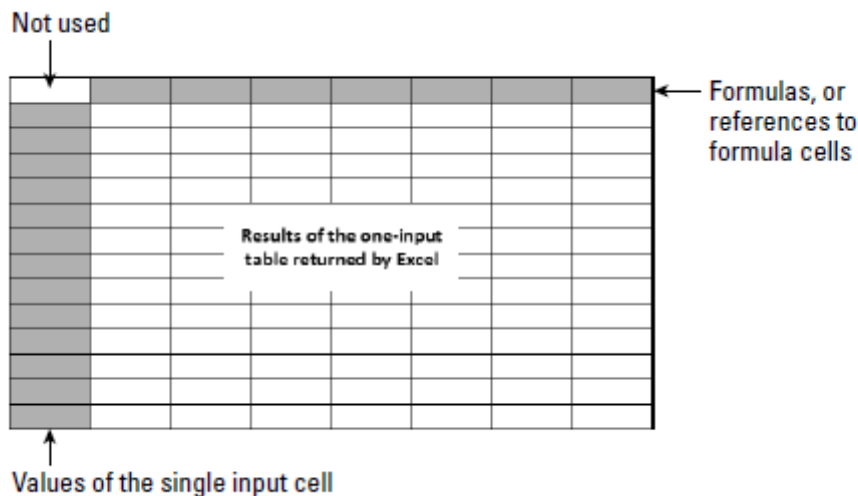 Not used
Formulas, or
references to
formula cells
Results of the one-input
table returned by Excel
Values of the single input cell